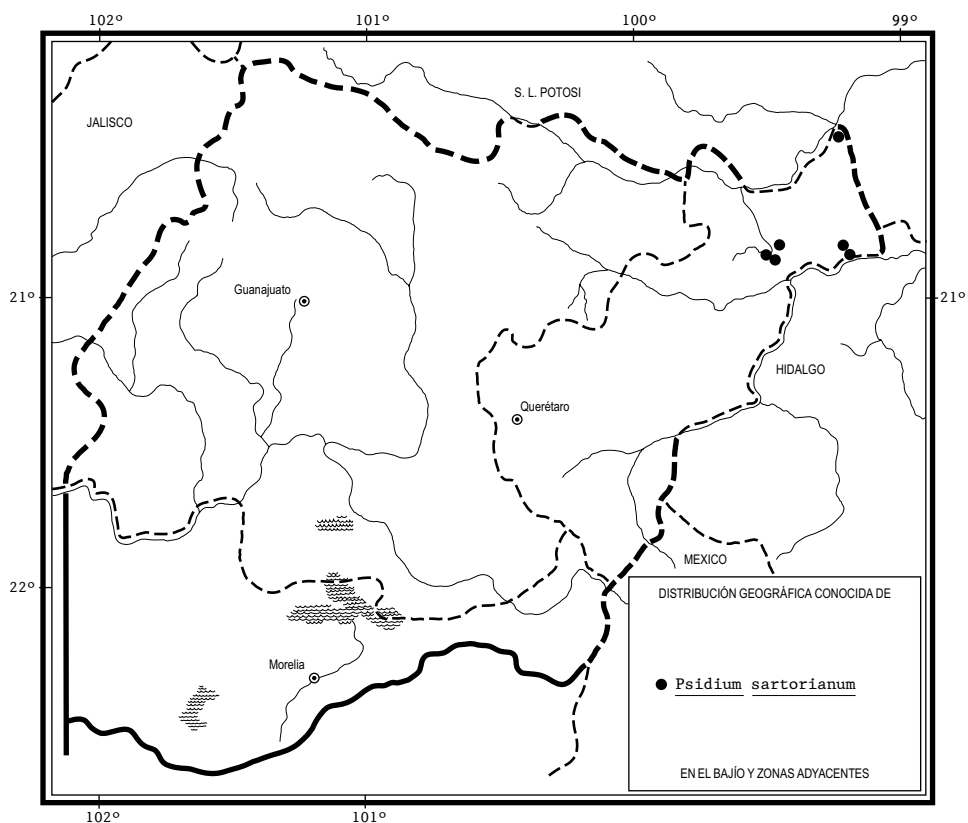 102º 101º 100º 99º
S. L. POTOSI
JALISCO
Guanajuato
21º 21º
HIDALGO
Querétaro
MEXICO
22º
DISTRIBUCIÓN GEOGRÁFICA CONOCIDA DE
Morelia
Psidium sartorianum
EN EL BAJÍO Y ZONAS ADYACENTES
102º 101º